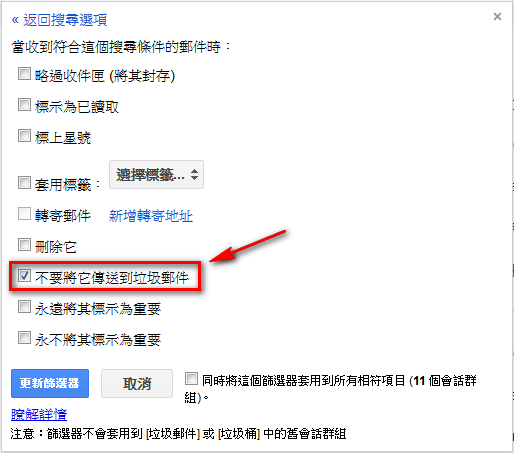 « 返回搜尋選項
×
當收到符合這個搜尋條件的郵件時：
略過收件匣 (將其封存)
標示為已讀取
標上星號
套用標籤： 選擇標籤...
轉寄郵件 新增轉寄地址
刪除它
不要將它傳送到垃圾郵件
永遠將其標示為重要
永不將其標示為重要
更新篩選器 取消 同時將這個篩選器套用到所有相符項目 (11 個會話群
組)。
瞭解詳情
注意：篩選器不會套用到 [垃圾郵件] 或 [垃圾桶] 中的舊會話群組